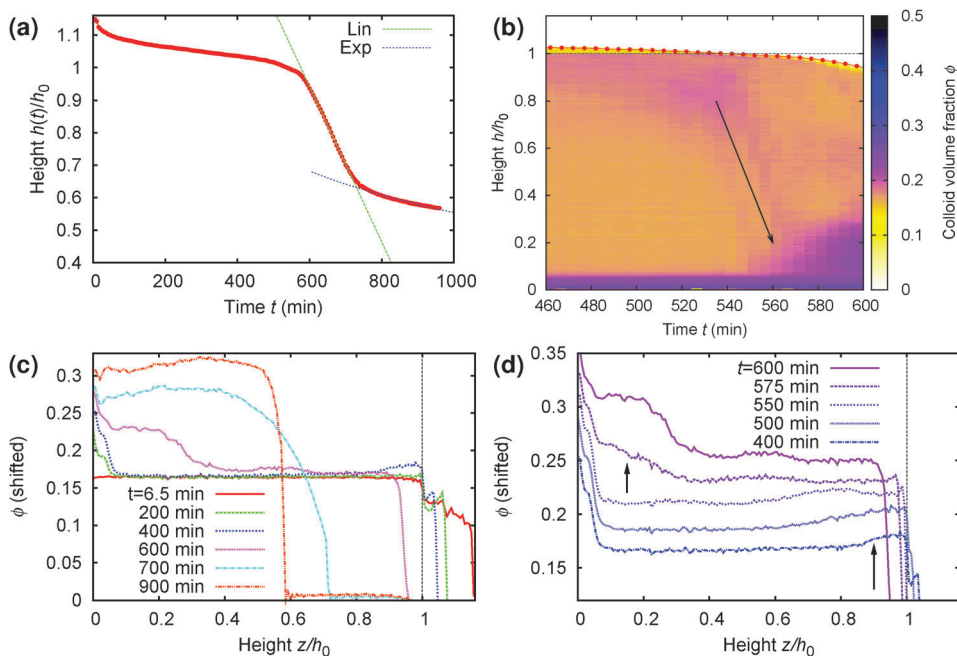 (a)
Height h(t)/h0
1.1
1
0.9
0.8
0.7
0.6
0.5
0.4
0 200 400 600 800 1000
Time t (min)
Lin
Exp
(b)
Height h/h0
1
0.8
0.6
0.4
0.2
0
460 480 500 520 540 560 580 600
Time t (min)
0.5
0.4
0.3
0.2
0.1
0
Colloid volume fraction ϕ
(c)
ϕ (shifted)
0.3
0.25
0.2
0.15
0.1
0.05
0
t=6.5 min
200 min
400 min
600 min
700 min
900 min
0 0.2 0.4 0.6 0.8 1
Height z/h0
(d)
ϕ (shifted)
0.35
0.3
0.25
0.2
0.15
t=600 min
575 min
550 min
500 min
400 min
0 0.2 0.4 0.6 0.8 1
Height z/h0